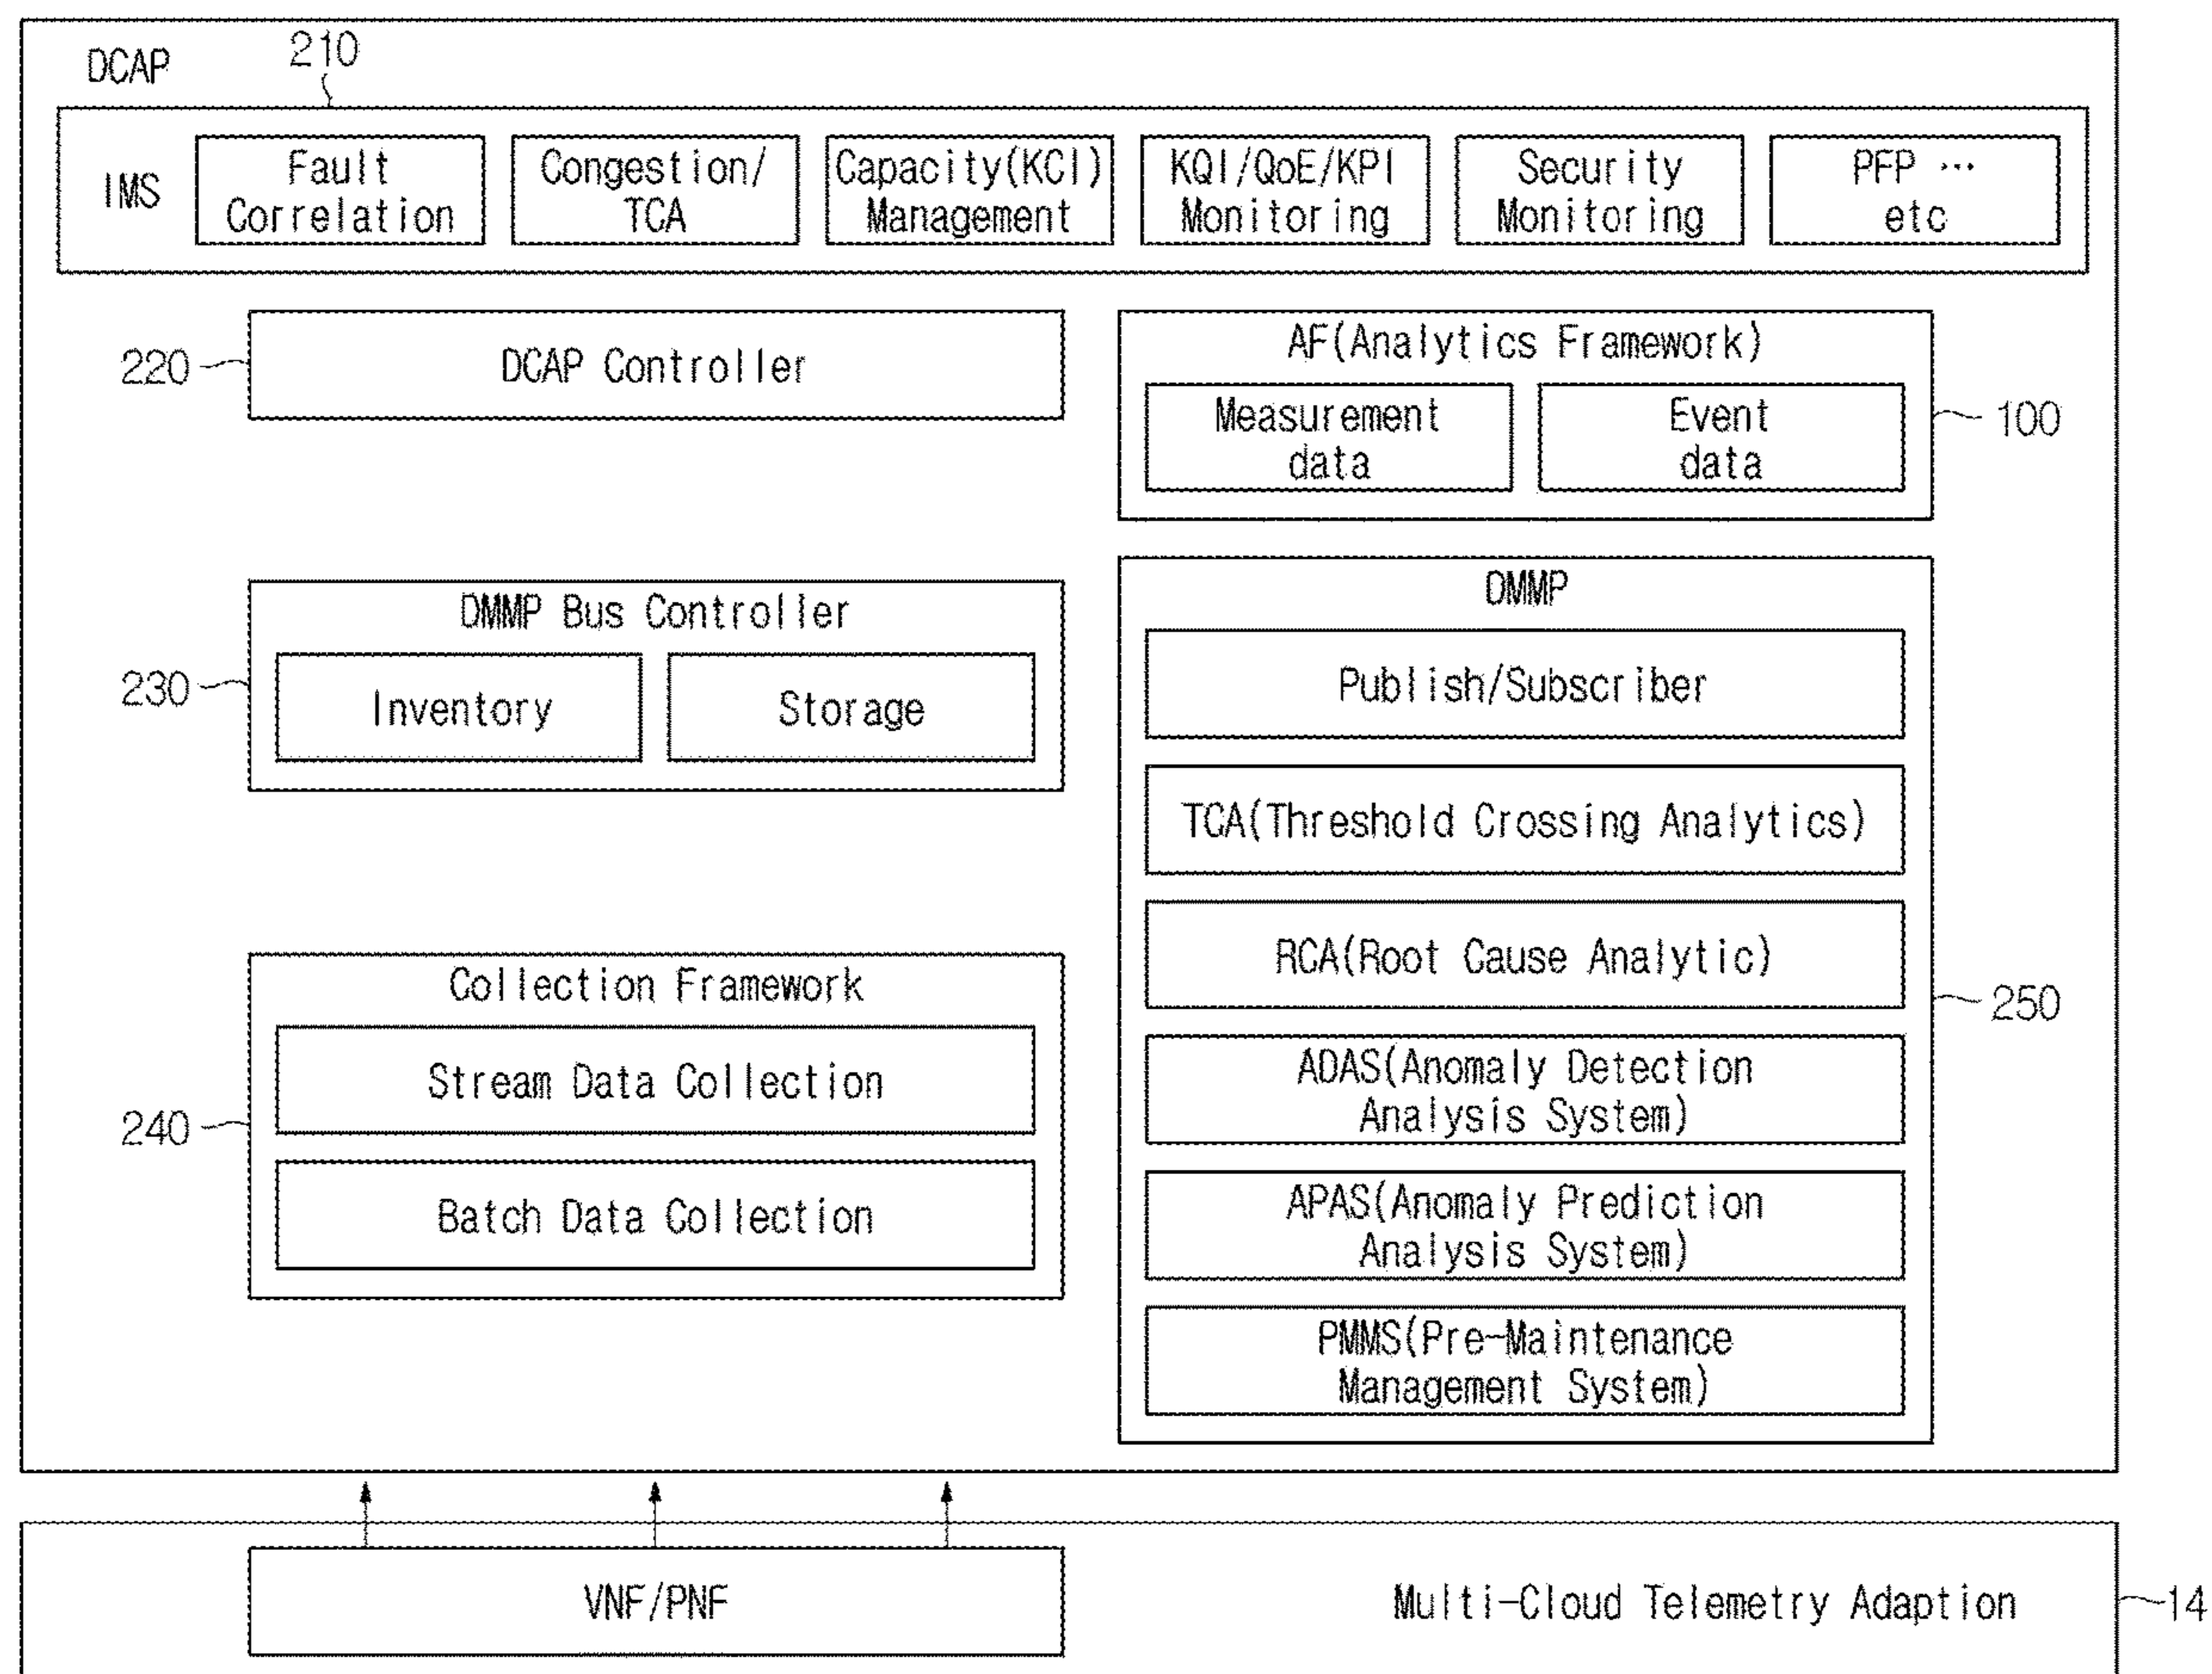 DCAP
210
IMS
Fault
Correlation
Congestion/
TCA
Capacity(KCI)
Management
KQI/QoE/KPI
Monitoring
Security
Monitoring
PFP ···
etc
220
DCAP Controller
AF(Analytics Framework)
Measurement
data
Event
data
100
DMMP Bus Controller
230
Inventory
Storage
DMMP
Publish/Subscriber
TCA(Threshold Crossing Analytics)
RCA(Root Cause Analytic)
ADAS(Anomaly Detection
Analysis System)
APAS(Anomaly Prediction
Analysis System)
PMMS(Pre-Maintenance
Management System)
250
Collection Framework
Stream Data Collection
240
Batch Data Collection
VNF/PNF
Multi-Cloud Telemetry Adaption
14